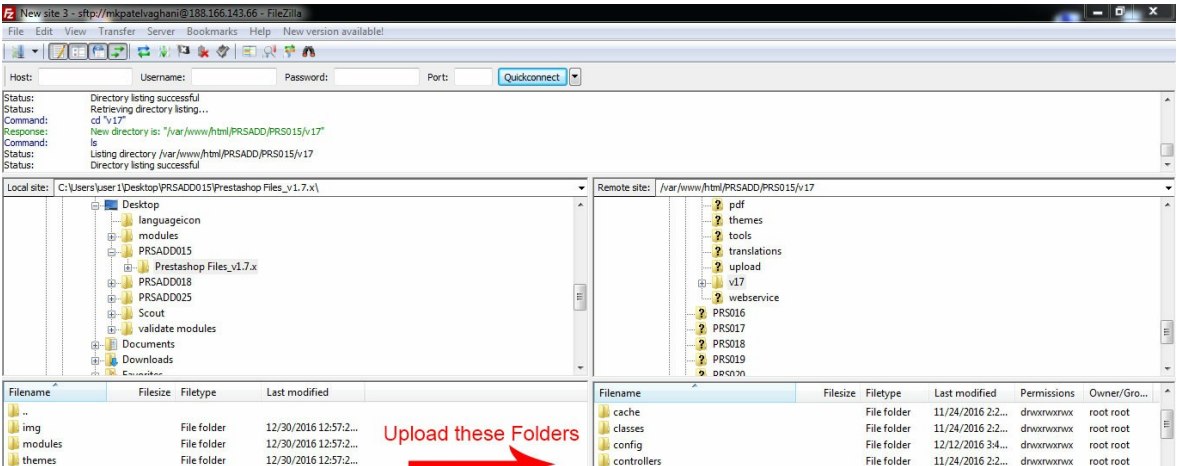 New site 3 - sftp://mkpatelvaghani@188.166.143.66 - FileZilla
File Edit View Transfer Server Bookmarks Help New version available!
Host: Username: Password: Port: Quickconnect
Status: Directory listing successful
Status: Retrieving directory listing...
Command: cd "v17"
Response: New directory is: "/var/www/html/PRSADD/PRS015/v17"
Command: ls
Status: Listing directory /var/www/html/PRSADD/PRS015/v17
Status: Directory listing successful
Local site: C:\Users\user1\Desktop\PRSADD015\Prestashop Files_v1.7.x\
Desktop
languageicon
modules
PRSADD015
Prestashop Files_v1.7.x
PRSADD018
PRSADD025
Scout
validate modules
Documents
Downloads
Favorites
Remote site: /var/www/html/PRSADD/PRS015/v17
pdf
themes
tools
translations
upload
v17
webservice
PRS016
PRS017
PRS018
PRS019
PRS020
Filename Filesize Filetype Last modified
..
img File folder 12/30/2016 12:57:2...
modules File folder 12/30/2016 12:57:2...
themes File folder 12/30/2016 12:57:2...
Upload these Folders
Filename Filesize Filetype Last modified Permissions Owner/Gro...
cache File folder 11/24/2016 2:2... drwxrwxrwx root root
classes File folder 11/24/2016 2:2... drwxrwxrwx root root
config File folder 12/12/2016 3:4... drwxrwxrwx root root
controllers File folder 11/24/2016 2:2... drwxrwxrwx root root